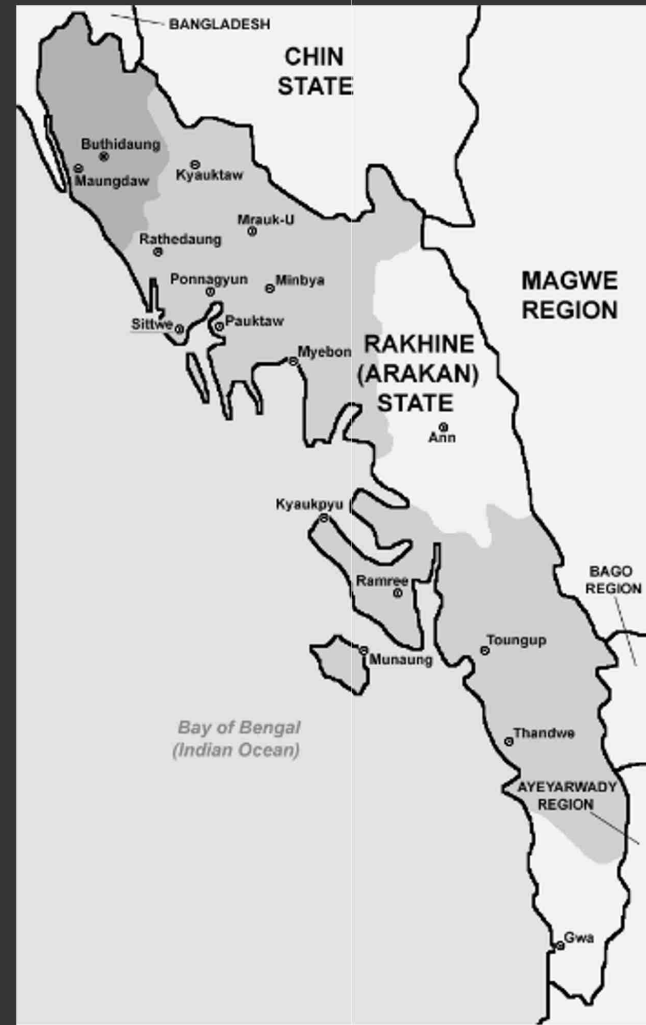 BANGLADESH
CHIN
STATE
Buthidaung
Maungdaw
Kyauktaw
Mrauk-U
Rathedaung
Ponnagyun
Minbya
Sittwe
Pauktaw
Myebon
MAGWE
REGION
RAKHINE
(ARAKAN)
STATE
Ann
Kyaukpyu
Ramree
BAGO
REGION
Toungup
Munaung
Bay of Bengal
(Indian Ocean)
Thandwe
AYEYARWADY
REGION
Gwa